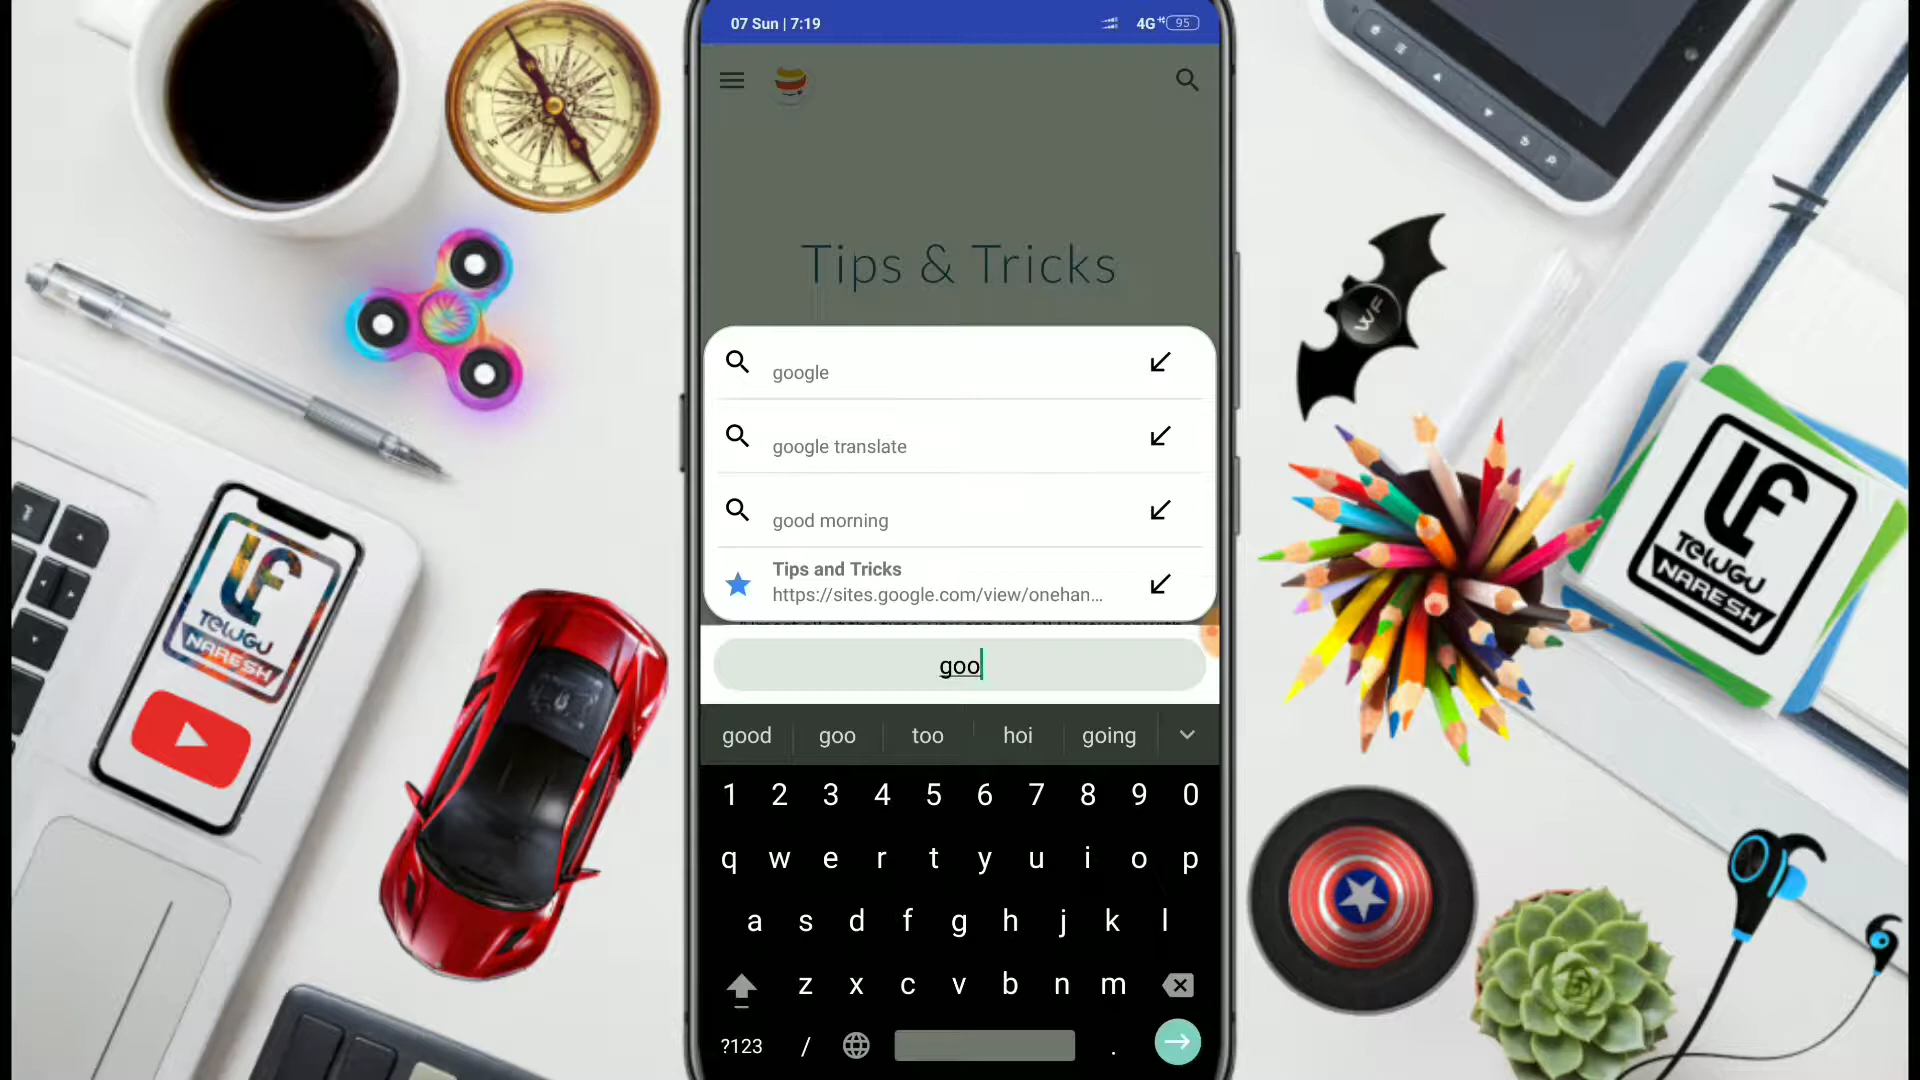 07 Sun | 7:19
4G+ 95
Tips & Tricks
google
google translate
good morning
Tips and Tricks
https://sites.google.com/view/onehan...
goo
good goo too hoi going
1 2 3 4 5 6 7 8 9 0
q w e r t y u i o p
a s d f g h j k l
z x c v b n m
?123 / .
TELUGU
NARESH
WF
TELUGU
NARESH